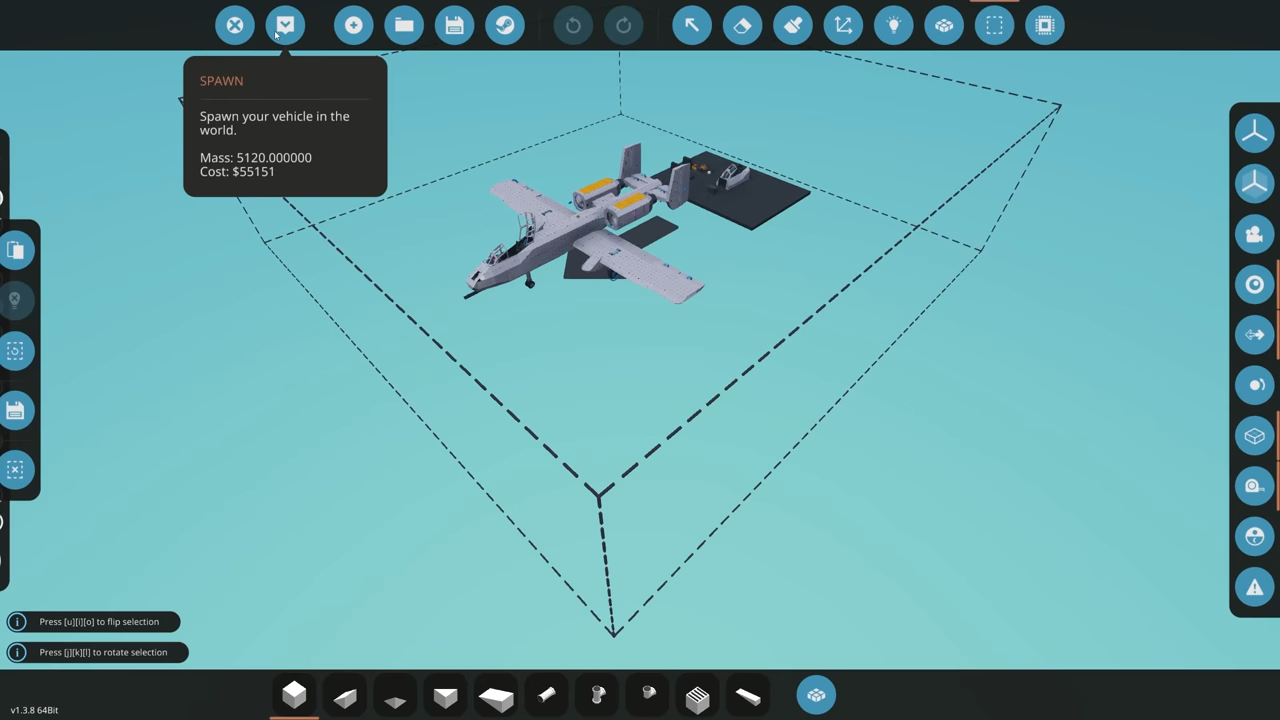 SPAWN
Spawn your vehicle in the
world.
Mass: 5120.000000
Cost: $55151
Press [u][i][o] to flip selection
Press [j][k][l] to rotate selection
v1.3.8 64Bit